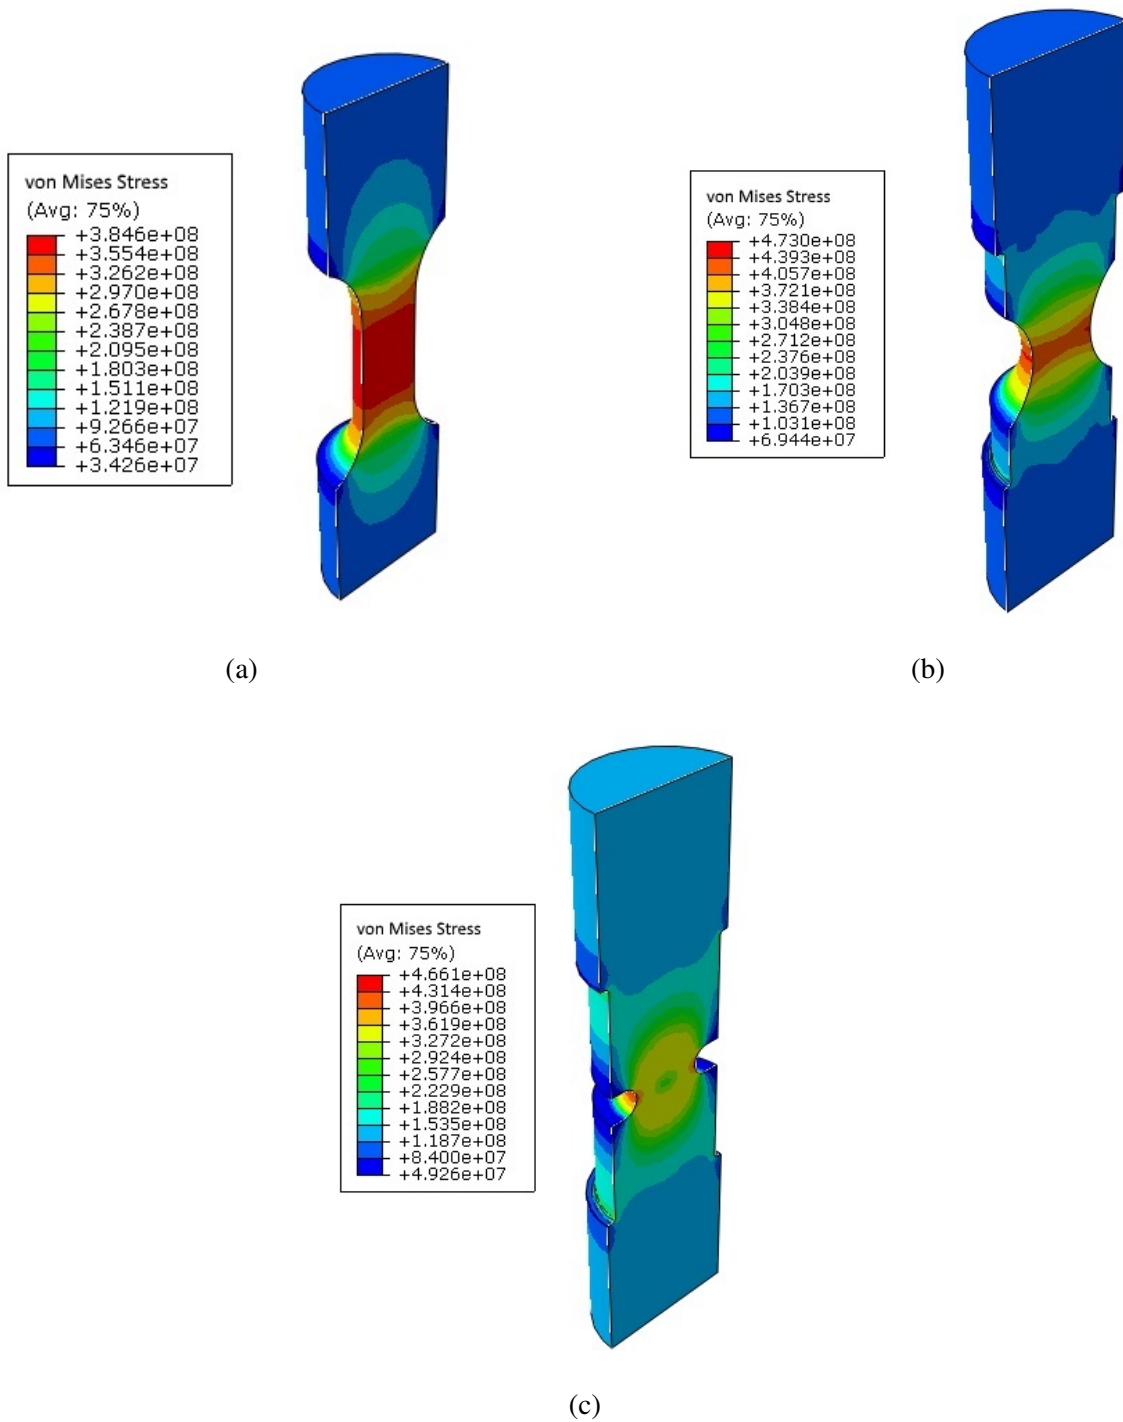 von Mises Stress
(Avg: 75%)
+3.846e+08
+3.554e+08
+3.262e+08
+2.970e+08
+2.678e+08
+2.387e+08
+2.095e+08
+1.803e+08
+1.511e+08
+1.219e+08
+9.266e+07
+6.346e+07
+3.426e+07
(a)
von Mises Stress
(Avg: 75%)
+4.730e+08
+4.393e+08
+4.057e+08
+3.721e+08
+3.384e+08
+3.048e+08
+2.712e+08
+2.376e+08
+2.039e+08
+1.703e+08
+1.367e+08
+1.031e+08
+6.944e+07
(b)
von Mises Stress
(Avg: 75%)
+4.661e+08
+4.314e+08
+3.966e+08
+3.619e+08
+3.272e+08
+2.924e+08
+2.577e+08
+2.229e+08
+1.882e+08
+1.535e+08
+1.187e+08
+8.400e+07
+4.926e+07
(c)